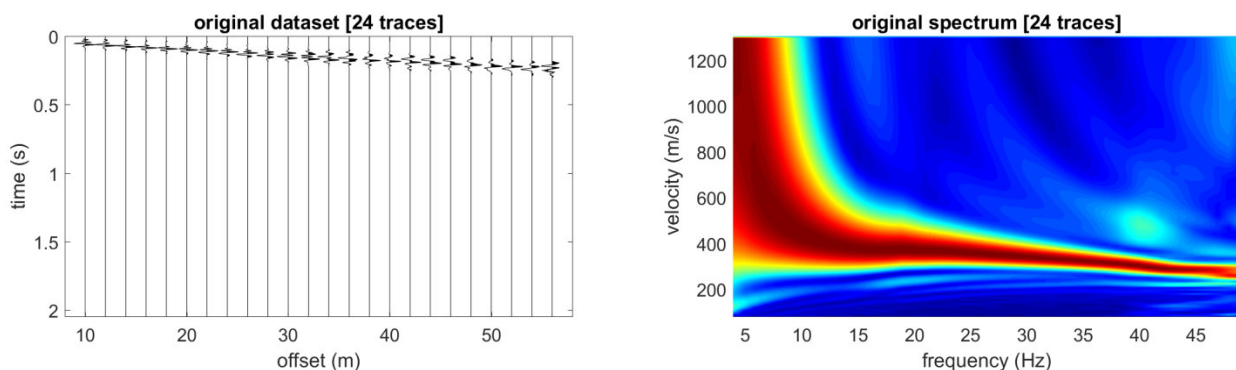 original dataset [24 traces]
0
0.5
1
1.5
2
time (s)
10 20 30 40 50
offset (m)
original spectrum [24 traces]
1200
1000
800
600
400
200
velocity (m/s)
5 10 15 20 25 30 35 40 45
frequency (Hz)